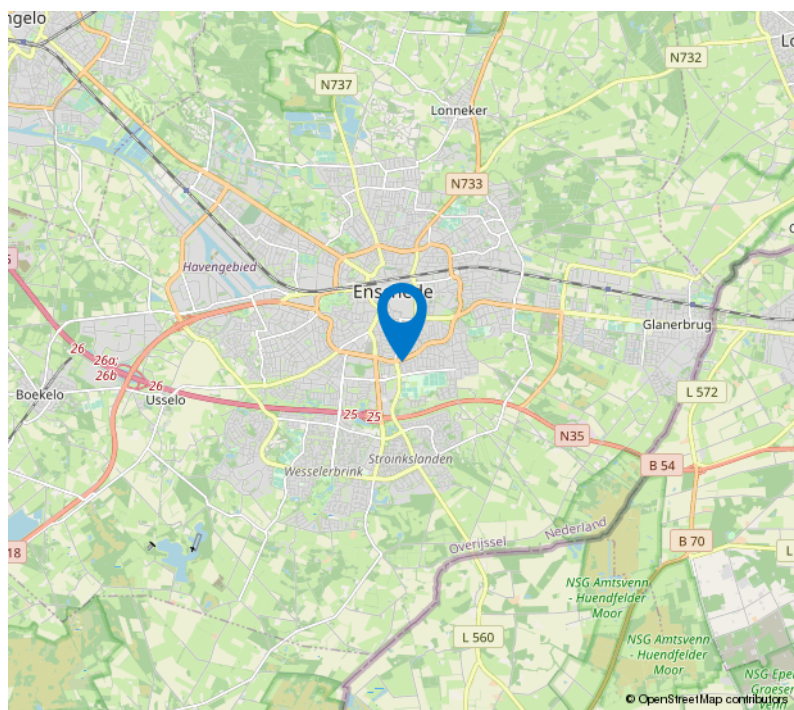 ngelo
N737
N732
Lo
Lonneker
N733
Havengebied
Enschede
Glanerbrug
26
26a;
26b
26
Boekelo
Usselo
25
25
L 572
N35
Stroinkslanden
Wesselerbrink
B 54
Nederland
Overijssel
B 70
L
18
NSG Amtsvenn
- Huendfelder
Moor
L 560
NSG Amtsvenn
- Huendfelder
Moor
NSG Epe
Graese
Venn
© OpenStreetMap contributors